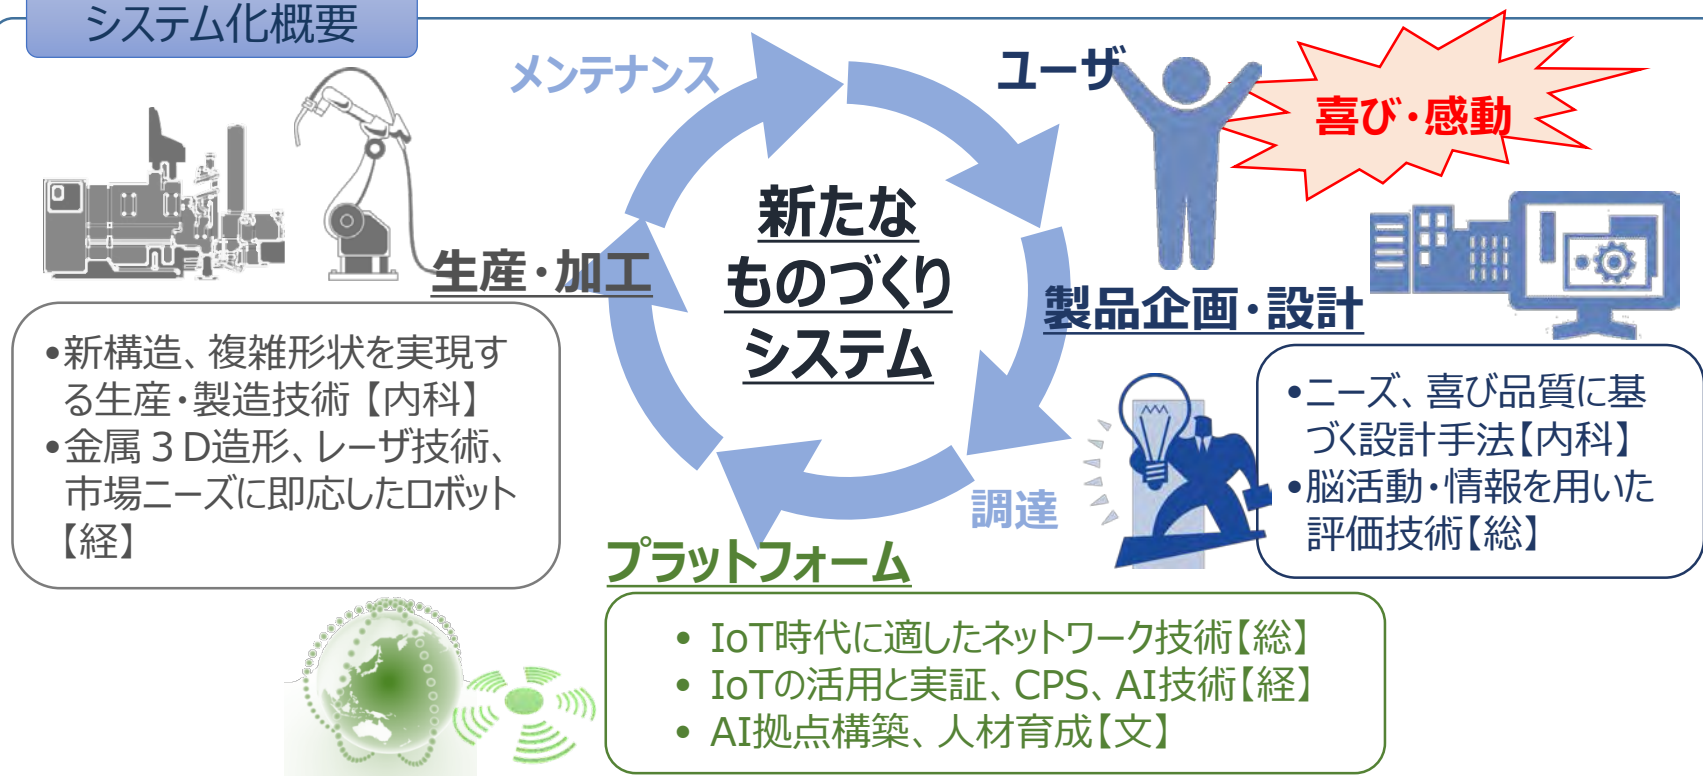 システム化概要
メンテナンス
ユーザ
喜び・感動
新たな
ものづくり
システム
生産・加工
•新構造、複雑形状を実現す
る生産・製造技術【内科】
•金属３D造形、レーザ技術、
市場ニーズに即応したロボット
【経】
製品企画・設計
•ニーズ、喜び品質に基
づく設計手法【内科】
•脳活動・情報を用いた
評価技術【総】
調達
プラットフォーム
• IoT時代に適したネットワーク技術【総】
• IoTの活用と実証、CPS、AI技術【経】
• AI拠点構築、人材育成【文】